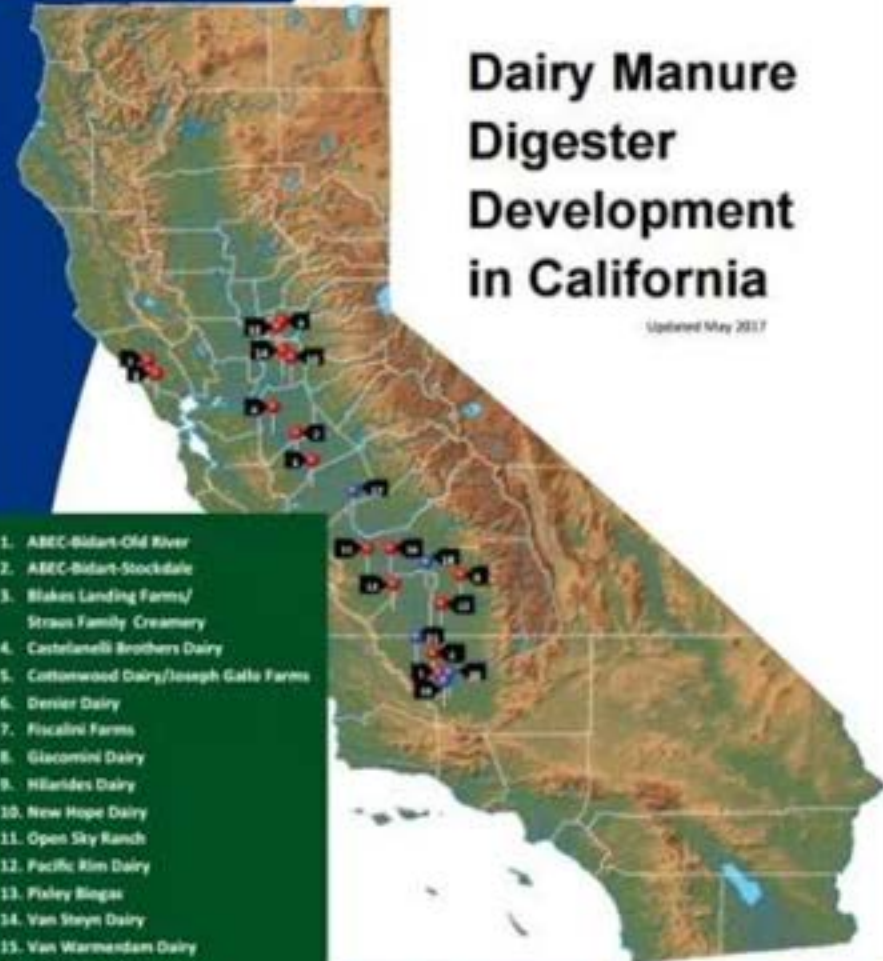 Dairy Manure
Digester
Development
in California
Updated May 2017
1. ABEC-Bidart-Old River
2. ABEC-Bidart-Stockdale
3. Blakes Landing Farms/
Straus Family Creamery
4. Castelanelli Brothers Dairy
5. Cottonwood Dairy/Joseph Gallo Farms
6. Denier Dairy
7. Fiscalini Farms
8. Giacomini Dairy
9. Hilarides Dairy
10. New Hope Dairy
11. Open Sky Ranch
12. Pacific Rim Dairy
13. Pixley Biogas
14. Van Steyn Dairy
15. Van Warmerdam Dairy